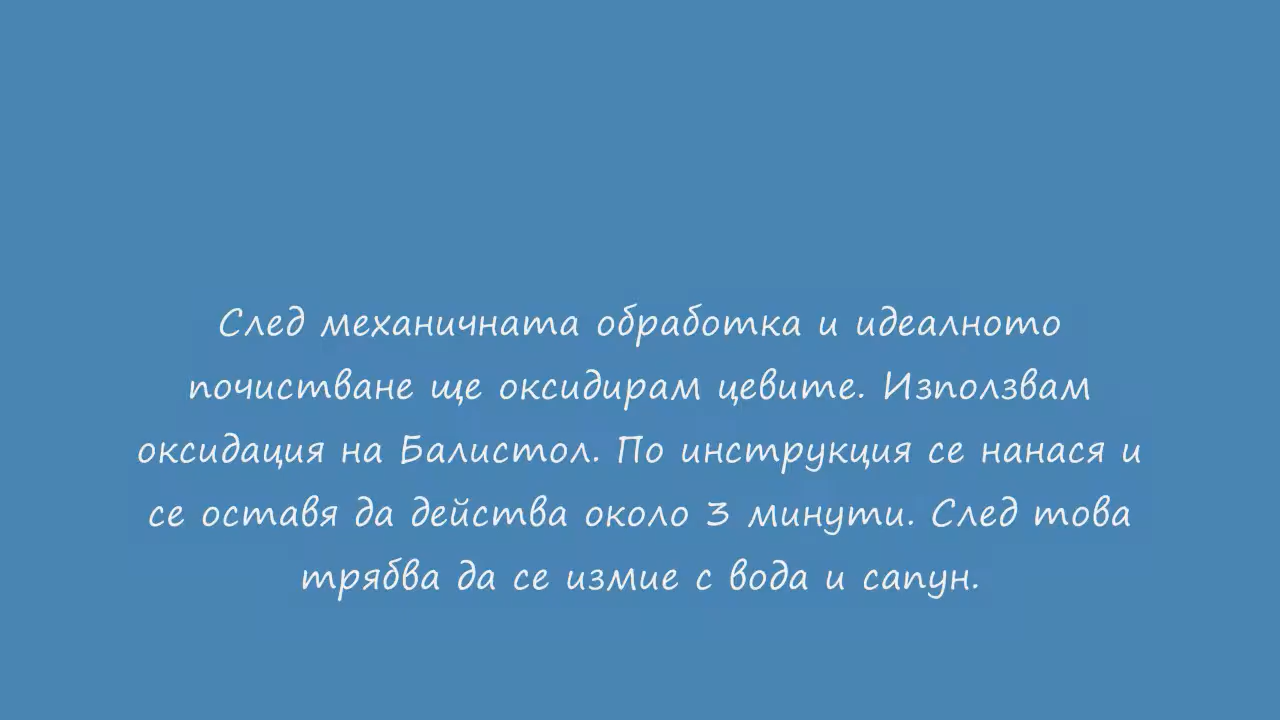 След механичната обработка и идеалното
почистване ще оксидирам цевите. Използвам
оксидация на Балистол. По инструкция се нанася и
се оставя да действа около 3 минути. След това
трябва да се измие с вода и сапун.